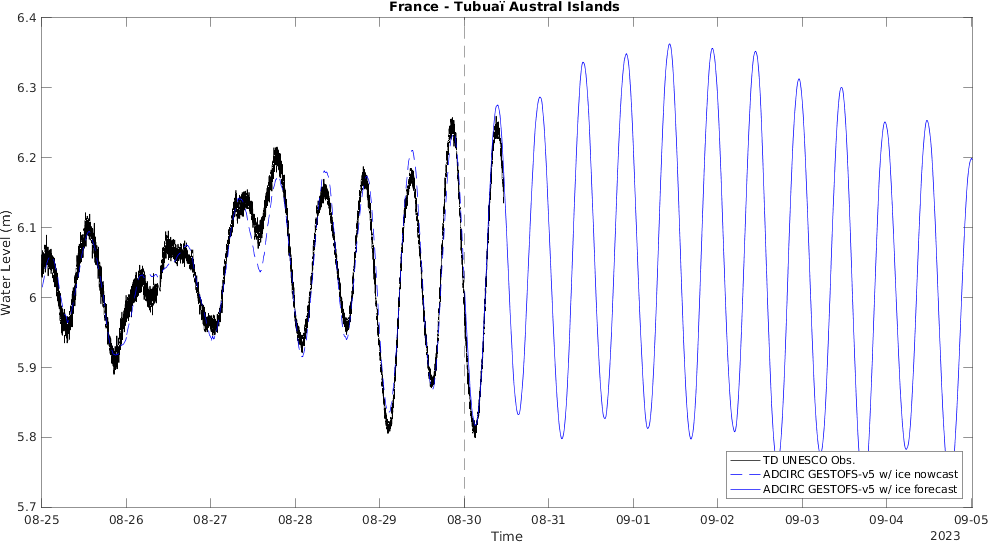 France - Tubuaï Austral Islands
6.4
6.3
6.2
6.1
6
5.9
5.8
5.7
Water Level (m)
08-25 08-26 08-27 08-28 08-29 08-30 08-31 09-01 09-02 09-03 09-04 09-05
Time
2023
TD UNESCO Obs.
ADCIRC GESTOFS-v5 w/ ice nowcast
ADCIRC GESTOFS-v5 w/ ice forecast